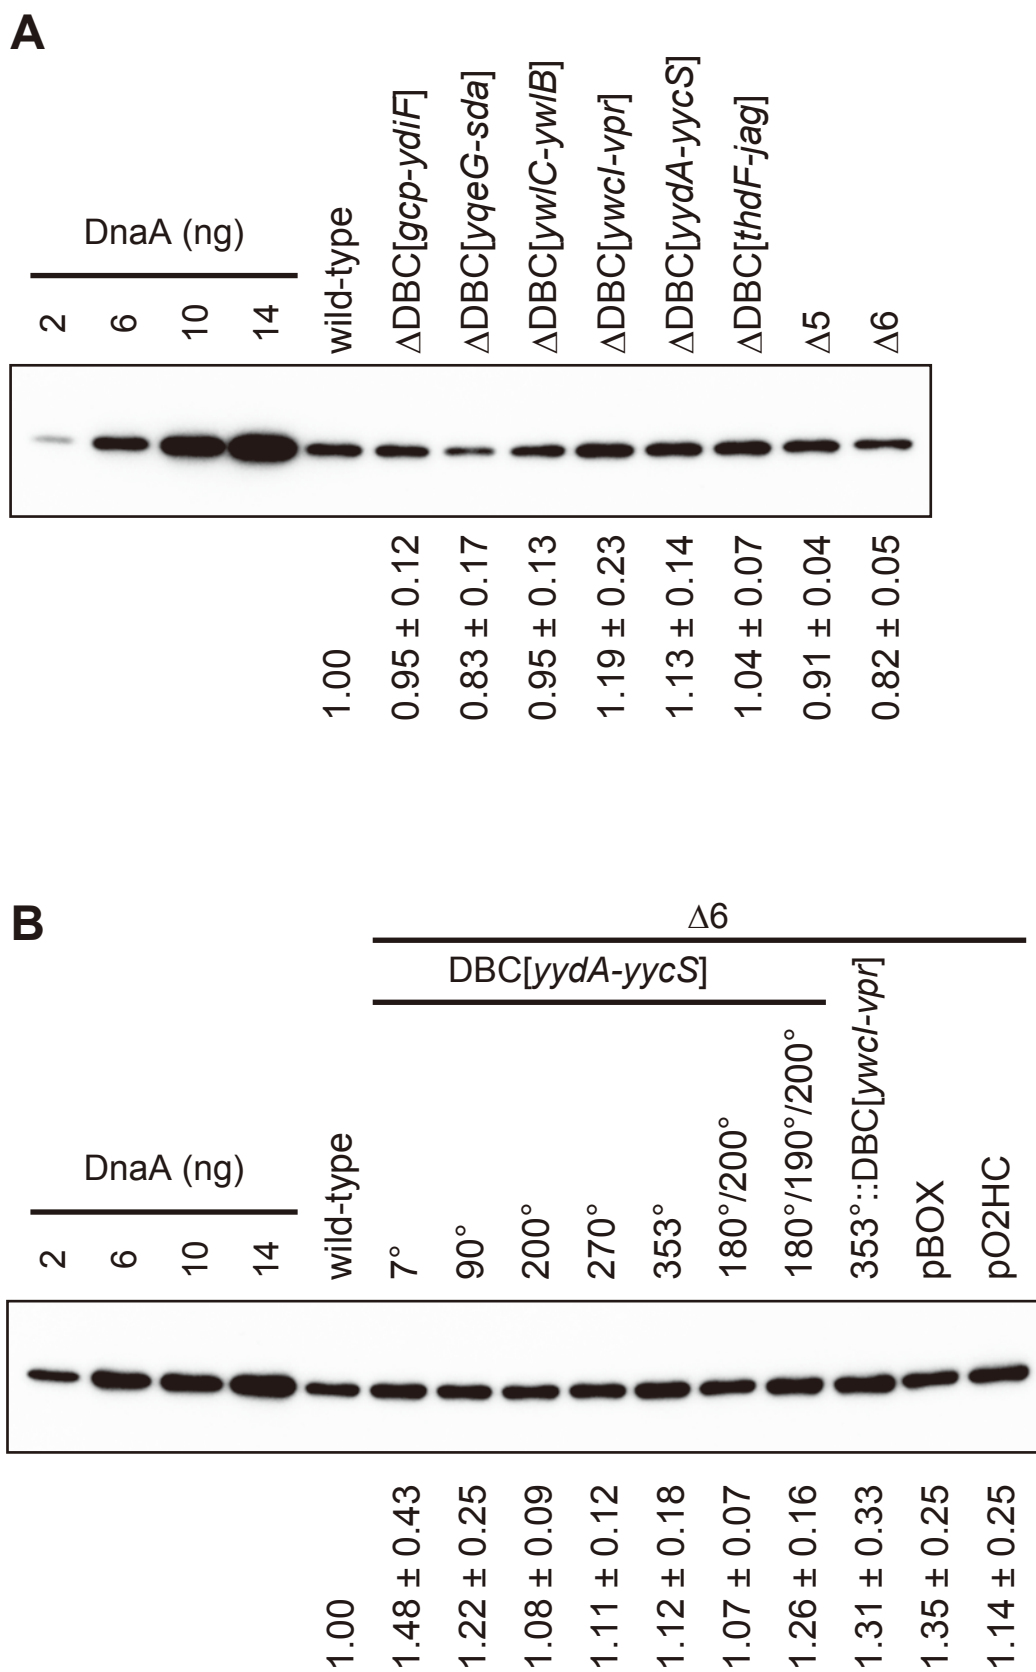 A
DnaA (ng)
2
6
10
14
wild-type
ΔDBC[gcp-ydiF]
ΔDBC[yqeG-sda]
ΔDBC[ywlC-ywlB]
ΔDBC[ywcI-vpr]
ΔDBC[yydA-yycS]
ΔDBC[thdF-jag]
Δ5
Δ6
1.00
0.95 ± 0.12
0.83 ± 0.17
0.95 ± 0.13
1.19 ± 0.23
1.13 ± 0.14
1.04 ± 0.07
0.91 ± 0.04
0.82 ± 0.05
B
Δ6
DBC[yydA-yycS]
DnaA (ng)
2
6
10
14
wild-type
7°
90°
200°
270°
353°
180°/200°
180°/190°/200°
353°::DBC[ywcI-vpr]
pBOX
pO2HC
1.00
1.48 ± 0.43
1.22 ± 0.25
1.08 ± 0.09
1.11 ± 0.12
1.12 ± 0.18
1.07 ± 0.07
1.26 ± 0.16
1.31 ± 0.33
1.35 ± 0.25
1.14 ± 0.25